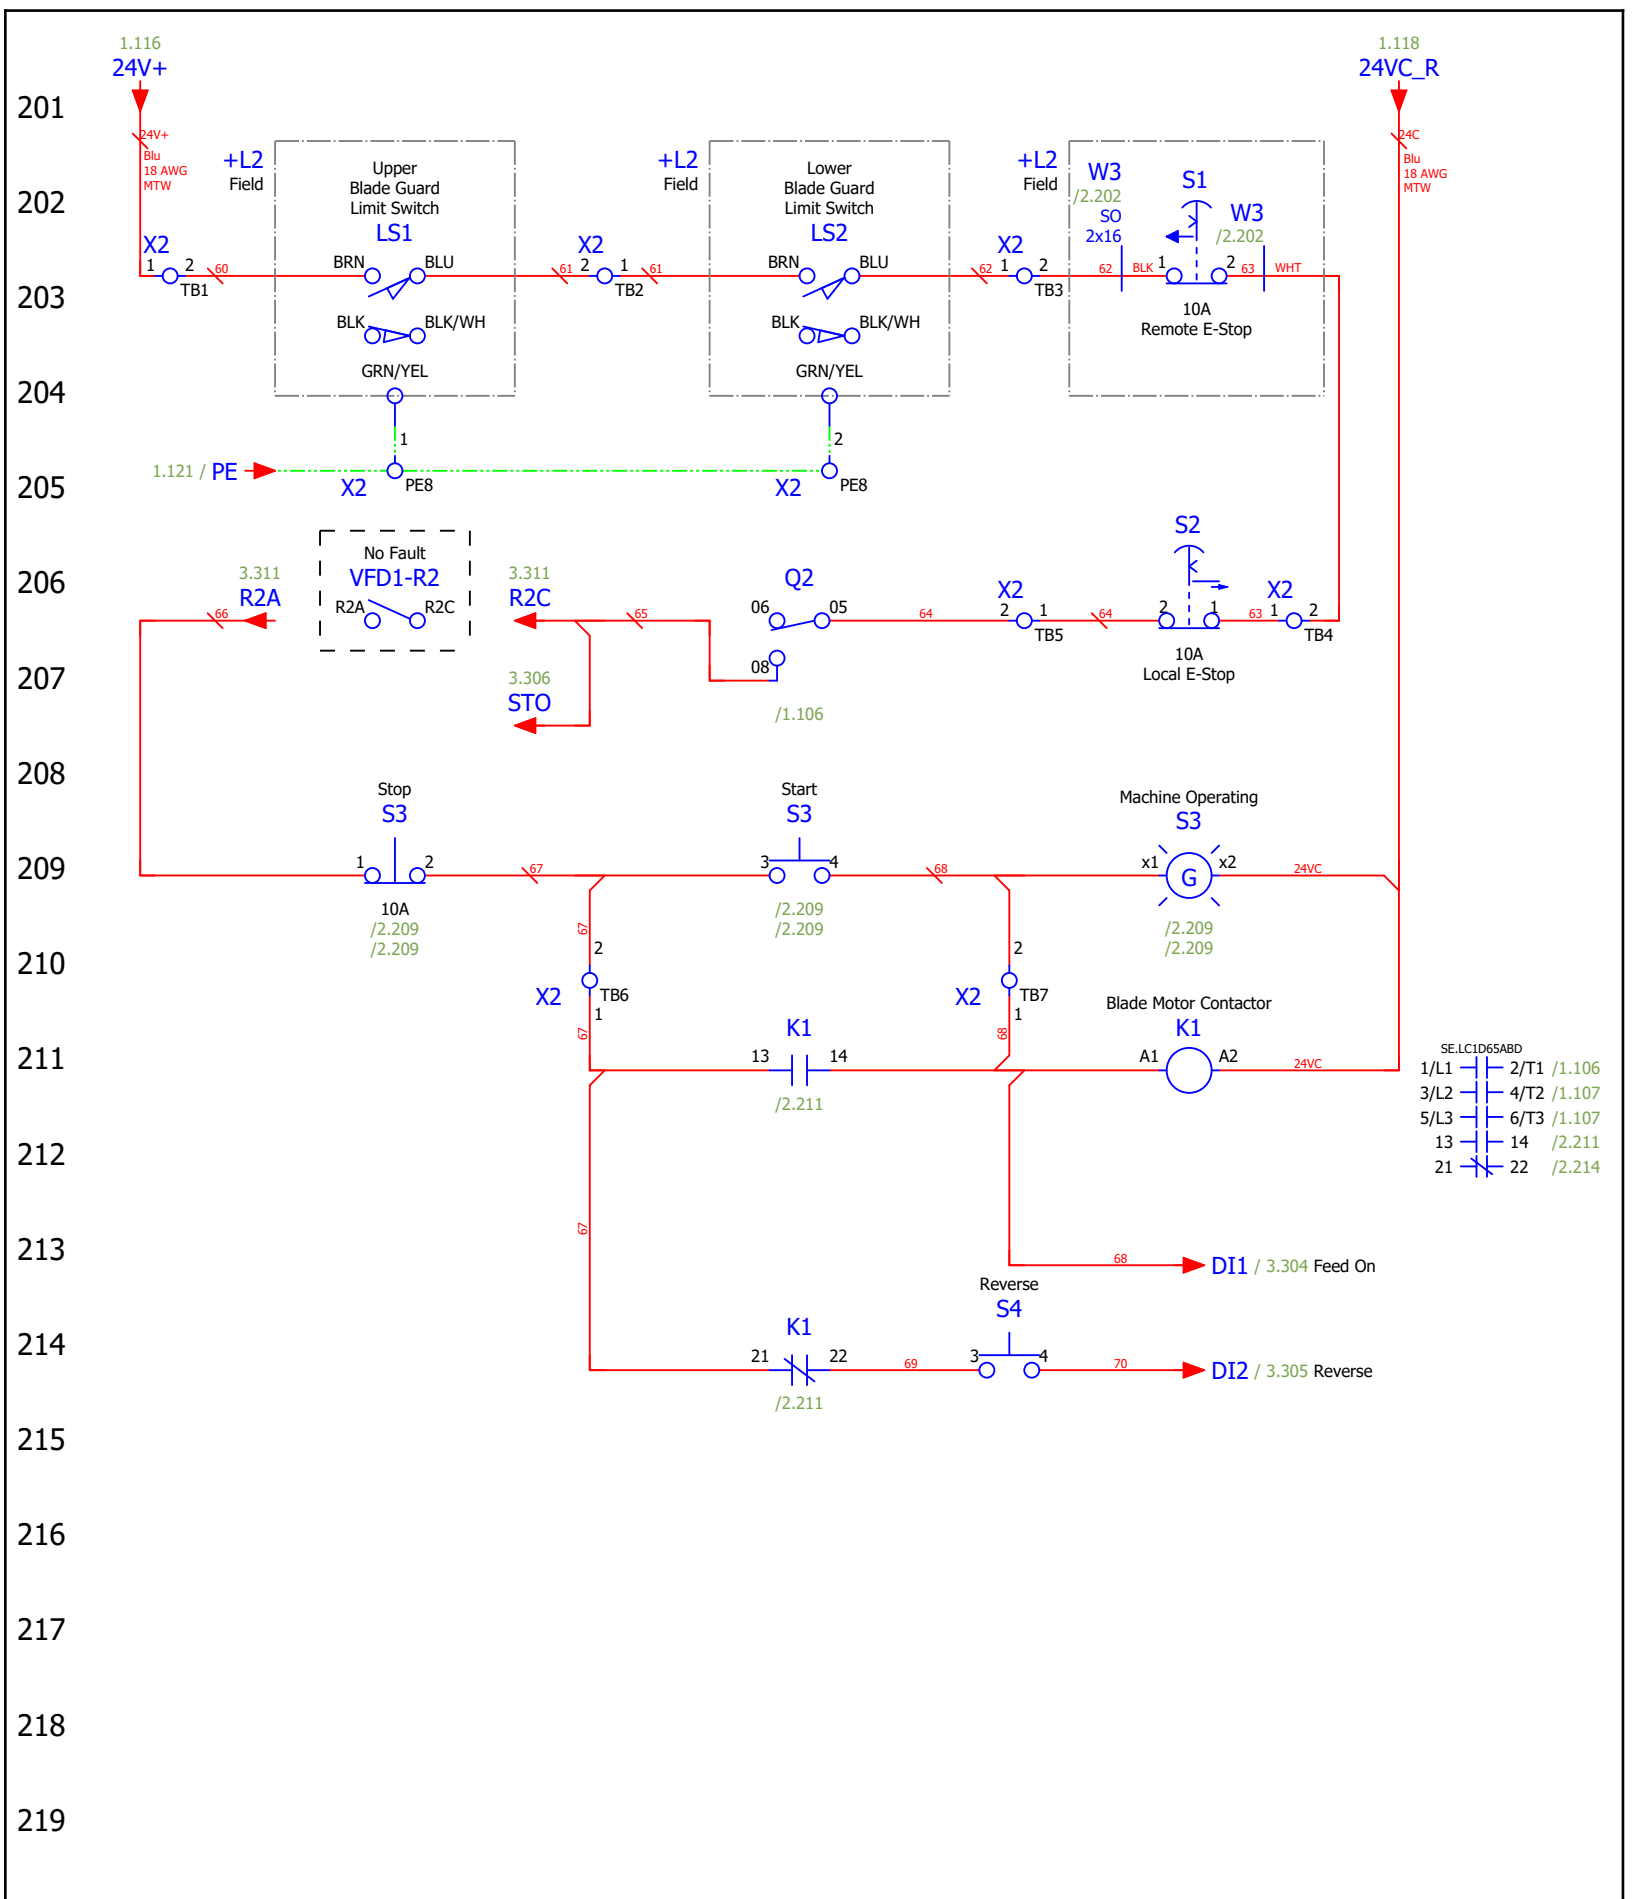 1.116
24V+
1.118
24VC_R
201
24V+
Blu
18 AWG
MTW
24C
Blu
18 AWG
MTW
+L2
Field
Upper
Blade Guard
Limit Switch
LS1
+L2
Field
Lower
Blade Guard
Limit Switch
LS2
+L2
Field
W3
/2.202
SO
2x16
S1
W3
/2.202
202
X2
1 2
TB1
60
BRN
BLU
61
X2
2 1
TB2
61
BRN
BLU
62
X2
1 2
TB3
62
BLK
1
2
63
WHT
203
10A
Remote E-Stop
BLK
BLK/WH
BLK
BLK/WH
GRN/YEL
GRN/YEL
204
1
2
1.121 / PE
X2
PE8
X2
PE8
205
S2
206
No Fault
VFD1-R2
R2A
R2C
3.311
R2A
66
3.311
R2C
65
Q2
06
05
08
64
X2
2 1
TB5
64
2
1
63
X2
1 2
TB4
10A
Local E-Stop
207
3.306
STO
/1.106
208
Stop
S3
Start
S3
Machine Operating
S3
209
1
2
67
3
4
68
x1
G
x2
24VC
10A
/2.209
/2.209
/2.209
/2.209
/2.209
/2.209
210
67
2
X2
TB6
1
67
2
X2
TB7
1
68
Blade Motor Contactor
K1
K1
211
13
14
A1
A2
24VC
/2.211
SE.LC1D65ABD
1/L1 2/T1 /1.106
3/L2 4/T2 /1.107
5/L3 6/T3 /1.107
13 14 /2.211
21 22 /2.214
212
67
213
68
DI1 / 3.304 Feed On
Reverse
S4
K1
214
21
22
69
3
4
70
DI2 / 3.305 Reverse
/2.211
215
216
217
218
219